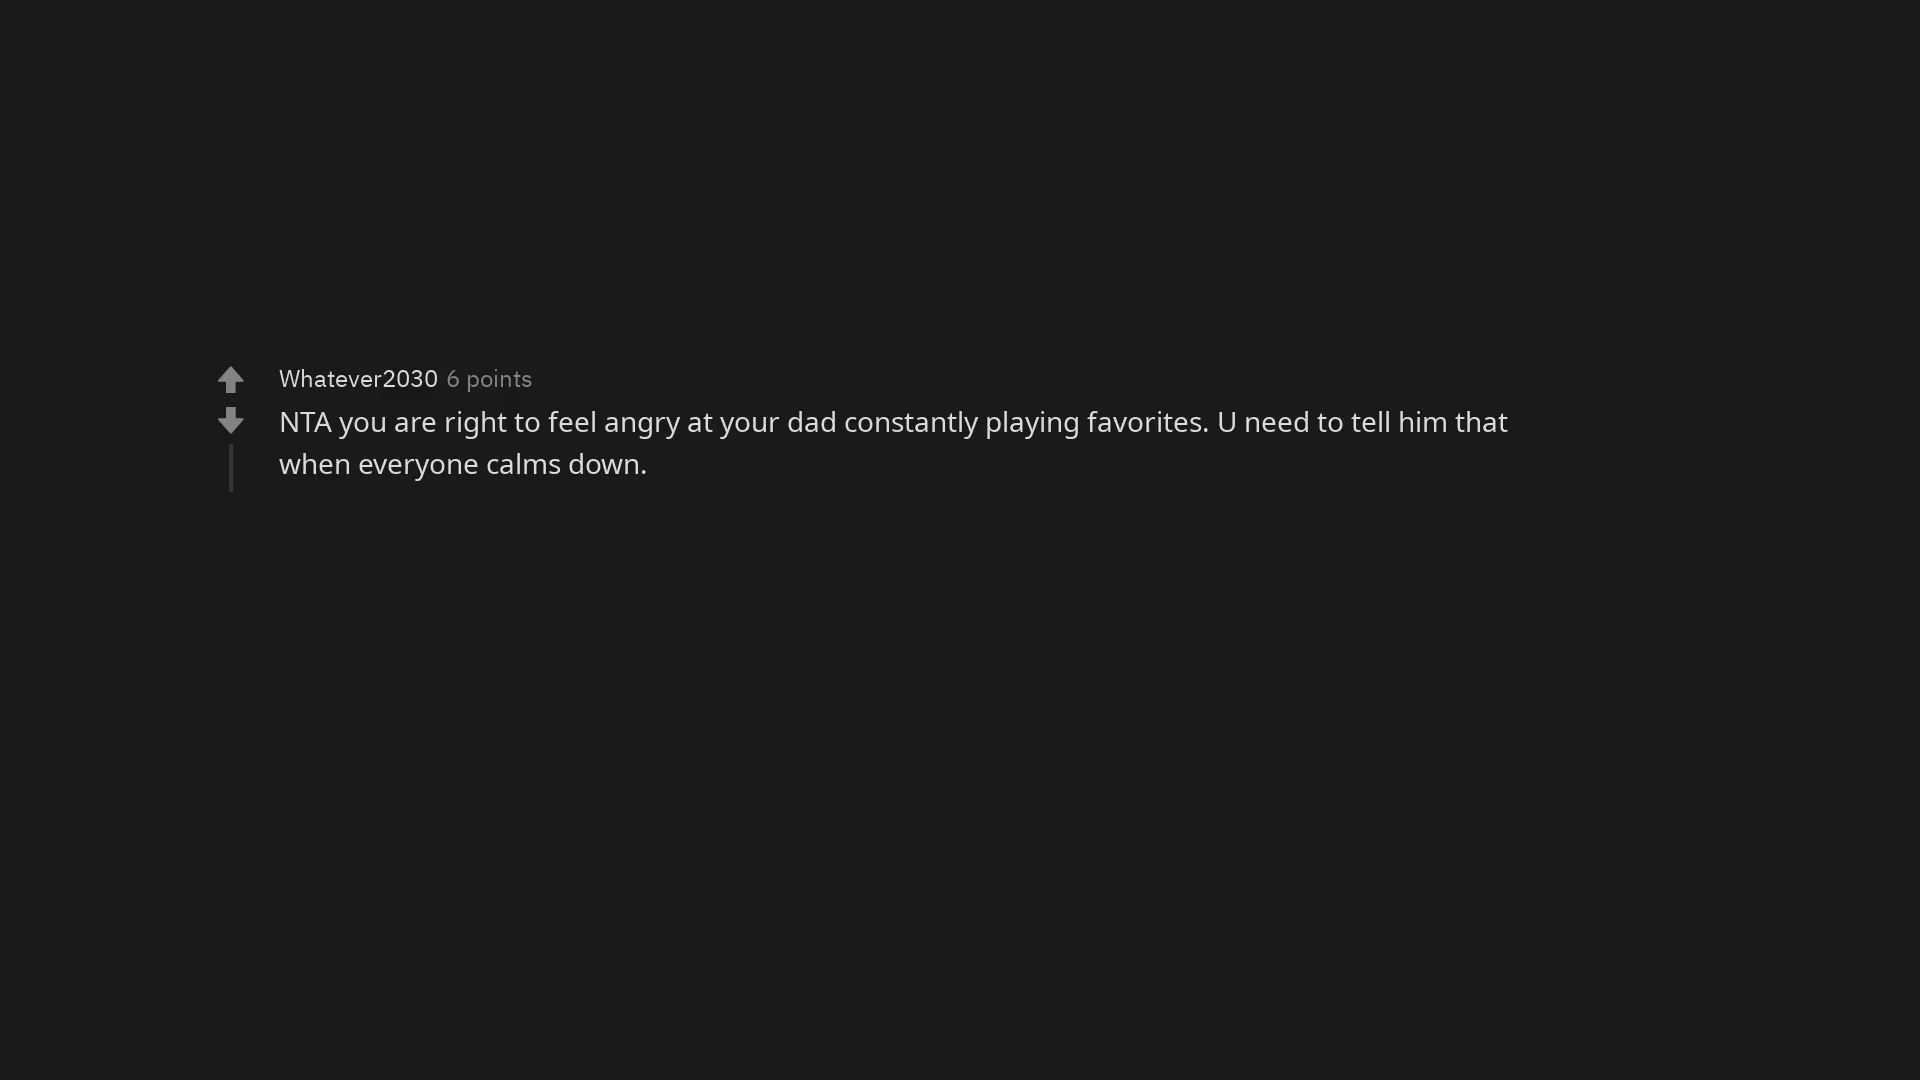 Whatever2030 6 points
NTA you are right to feel angry at your dad constantly playing favorites. U need to tell him that
when everyone calms down.